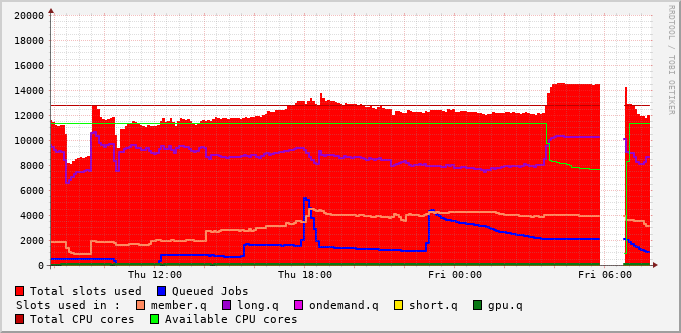 20000
18000
16000
14000
12000
10000
8000
6000
4000
2000
0
Thu 12:00 Thu 18:00 Fri 00:00 Fri 06:00
Total slots used Queued Jobs
Slots used in : member.q long.q ondemand.q short.q gpu.q
Total CPU cores Available CPU cores
RRDTOOL / TOBI OETIKER